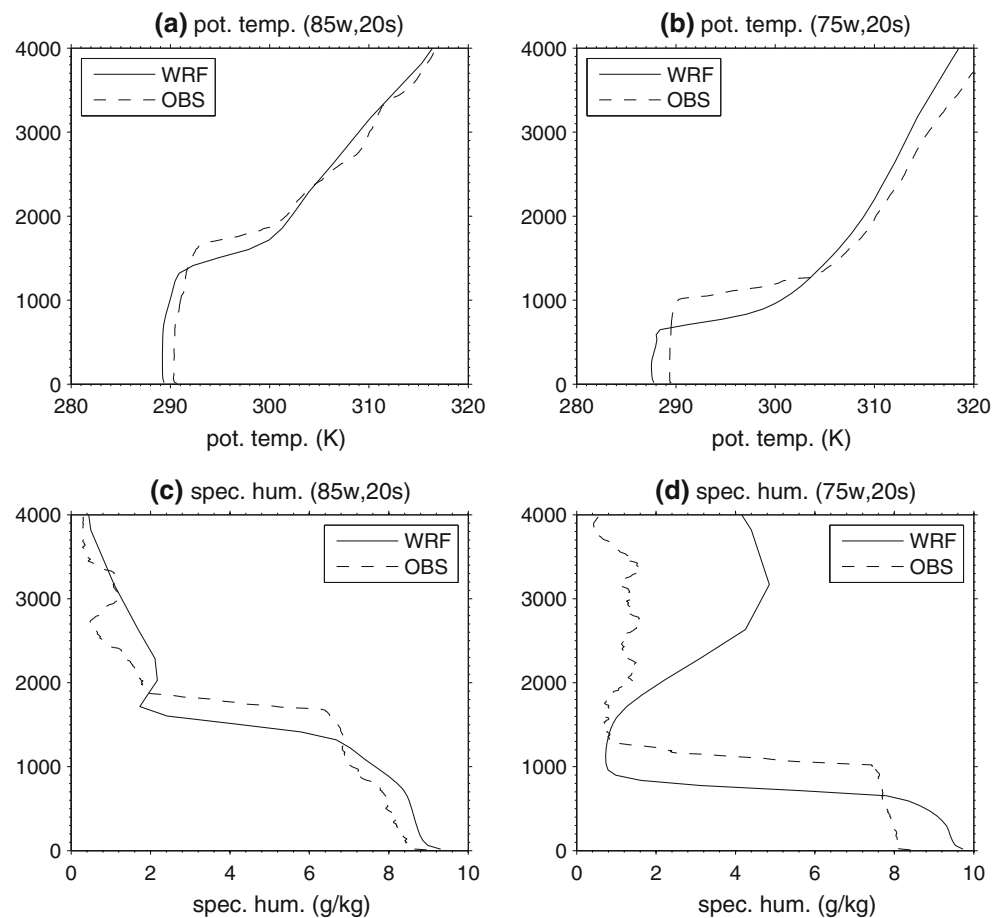 (a) pot. temp. (85w,20s)
4000
3000
2000
1000
0
WRF
OBS
280 290 300 310 320
pot. temp. (K)
(b) pot. temp. (75w,20s)
4000
3000
2000
1000
0
WRF
OBS
280 290 300 310 320
pot. temp. (K)
(c) spec. hum. (85w,20s)
4000
3000
2000
1000
0
WRF
OBS
0 2 4 6 8 10
spec. hum. (g/kg)
(d) spec. hum. (75w,20s)
4000
3000
2000
1000
0
WRF
OBS
0 2 4 6 8 10
spec. hum. (g/kg)